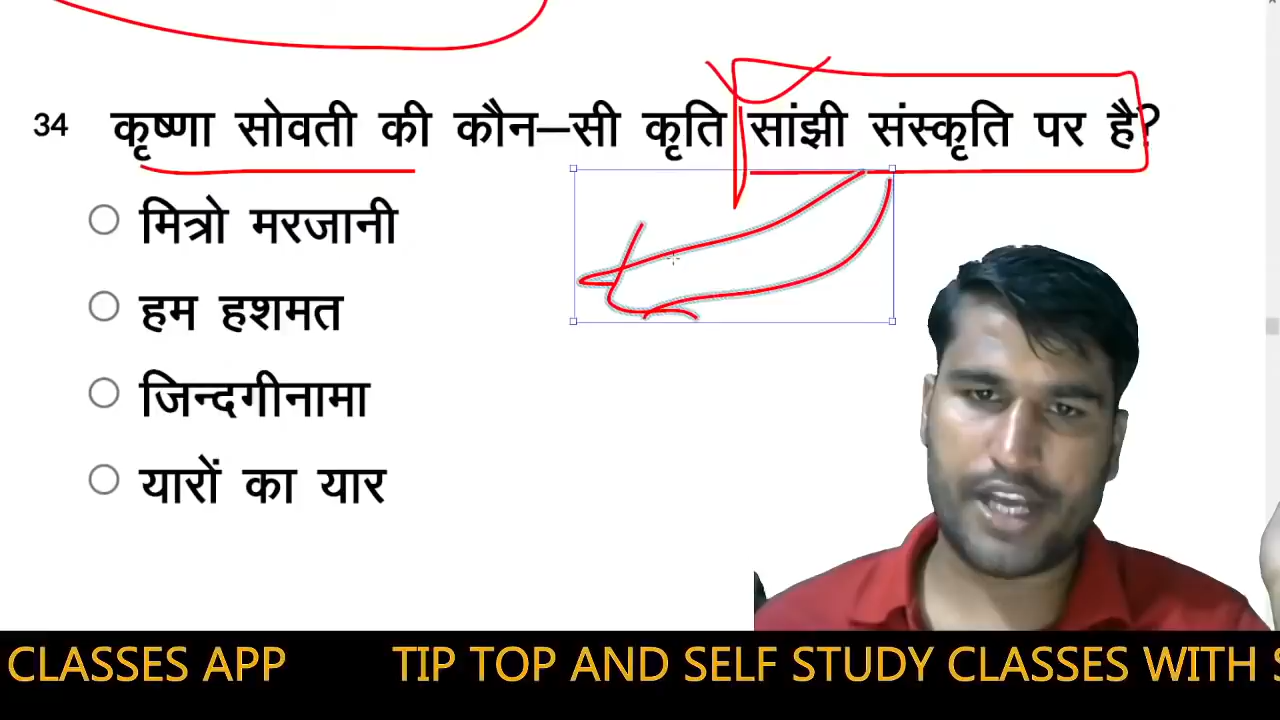 34 कृष्णा सोवती की कौन–सी कृति सांझी संस्कृति पर है?
मित्रो मरजानी
हम हशमत
जिन्दगीनामा
यारों का यार
CLASSES APP TIP TOP AND SELF STUDY CLASSES WITH